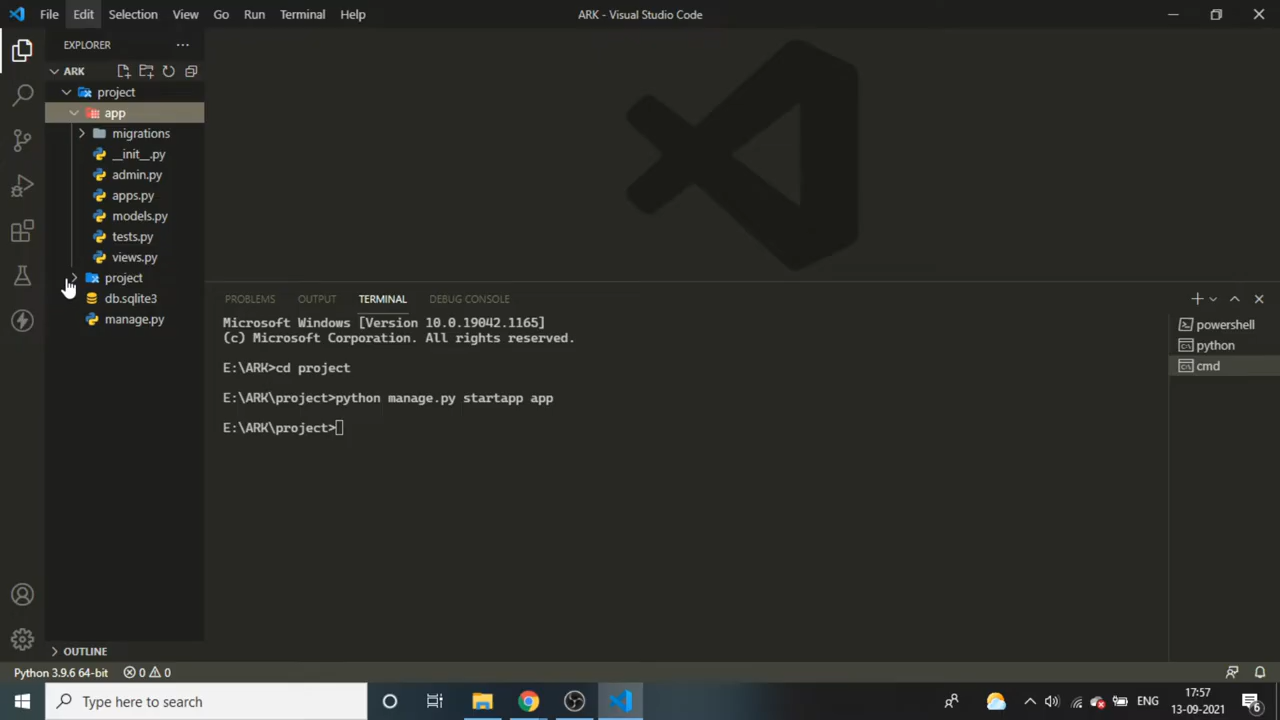 File Edit Selection View Go Run Terminal Help
ARK - Visual Studio Code
EXPLORER
ARK
project
app
migrations
__init__.py
admin.py
apps.py
models.py
tests.py
views.py
project
db.sqlite3
manage.py
PROBLEMS OUTPUT TERMINAL DEBUG CONSOLE
Microsoft Windows [Version 10.0.19042.1165]
(c) Microsoft Corporation. All rights reserved.
E:\ARK>cd project
E:\ARK\project>python manage.py startapp app
E:\ARK\project>
powershell
python
cmd
OUTLINE
Python 3.9.6 64-bit 0 0
Type here to search
ENG
17:57
13-09-2021
6